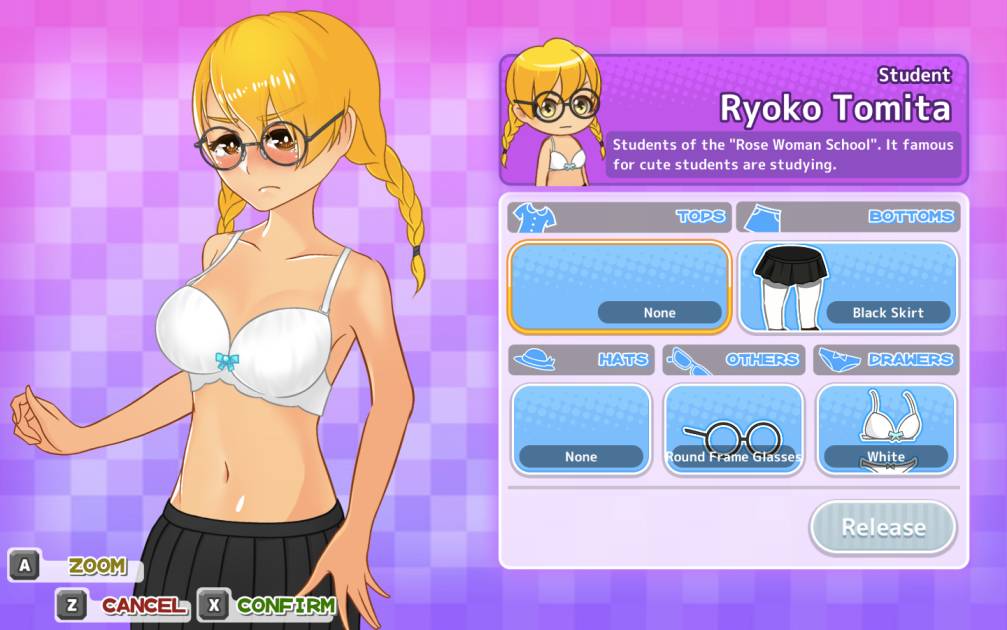 Student
Ryoko Tomita
Students of the "Rose Woman School". It famous
for cute students are studying.
TOPS
BOTTOMS
None
Black Skirt
HATS
OTHERS
DRAWERS
None
Round Frame Glasses
White
Release
A ZOOM
Z CANCEL X CONFIRM